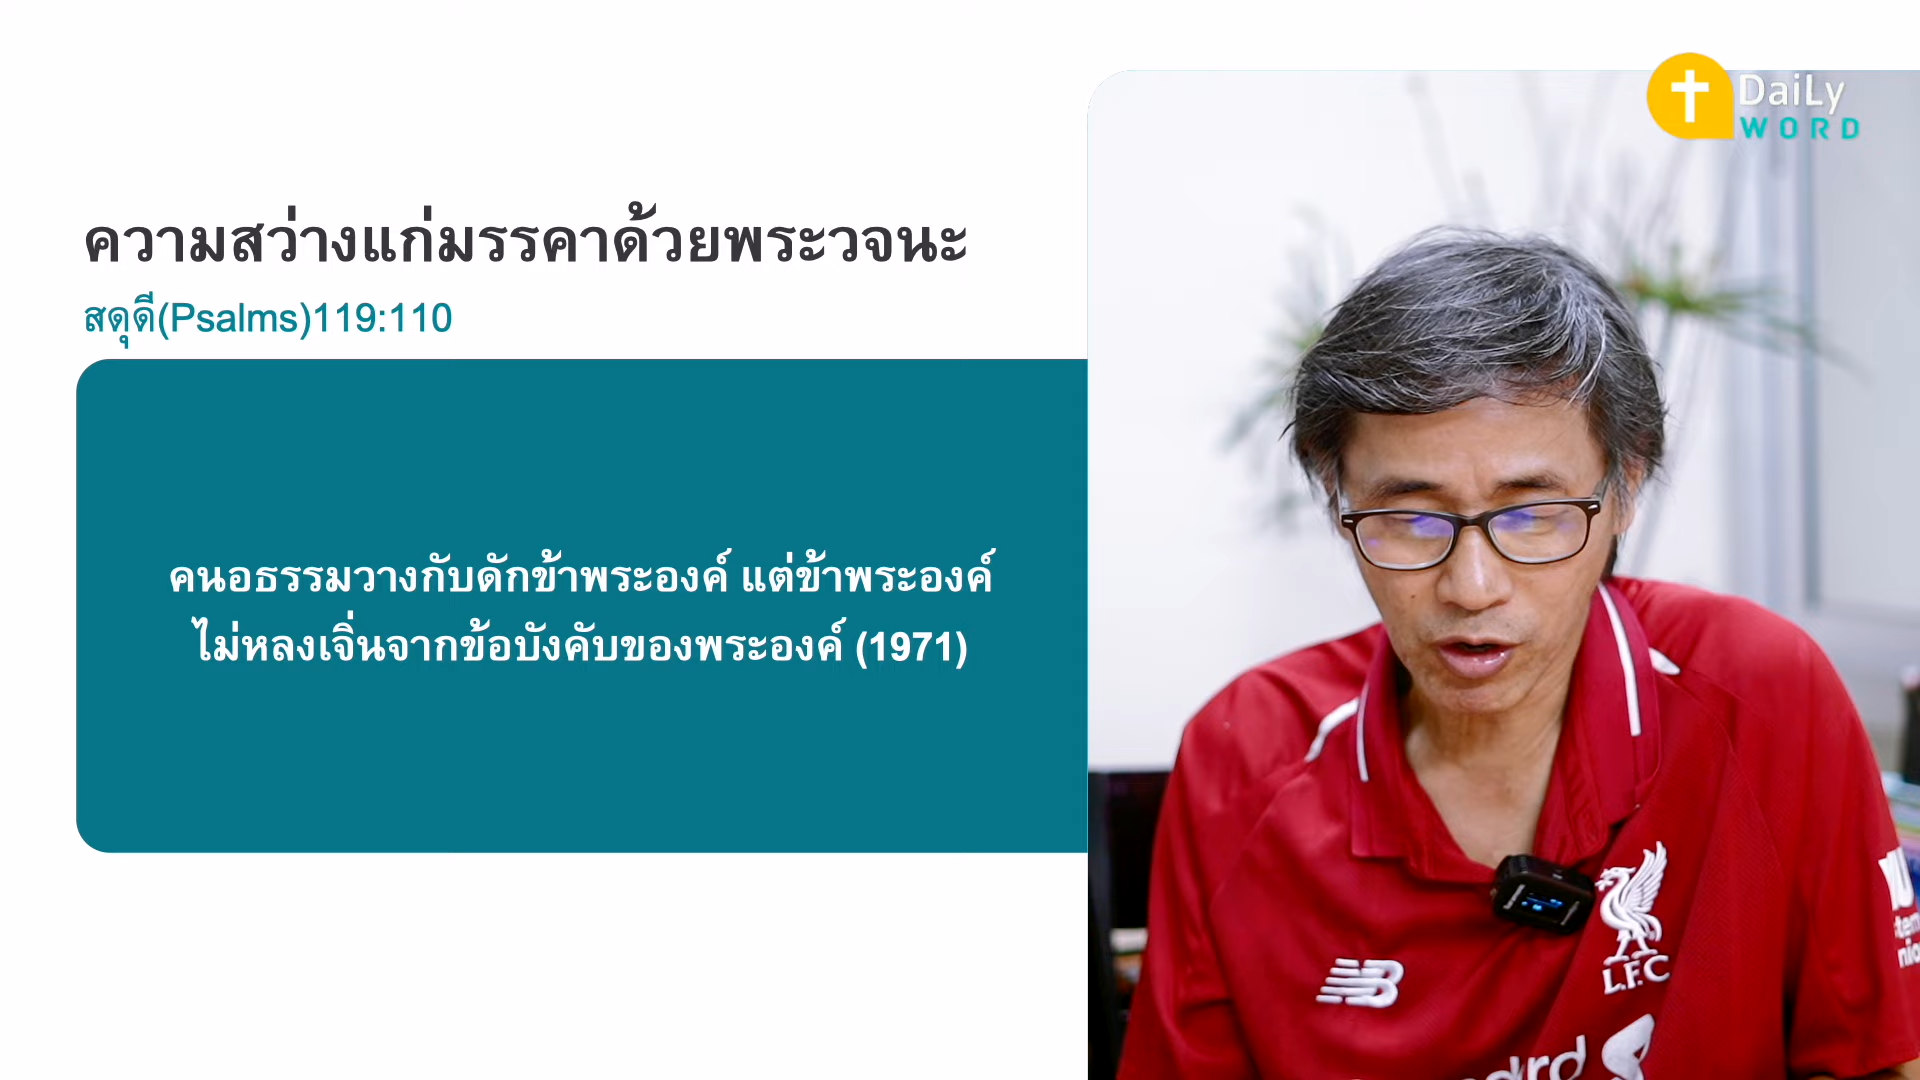 DaiLy
WORD
ความสว่างแก่มรรคาด้วยพระวจนะ
สดุดี(Psalms)119:110
คนอธรรมวางกับดักข้าพระองค์ แต่ข้าพระองค์
ไม่หลงเจิ่นจากข้อบังคับของพระองค์ (1971)
L.F.C